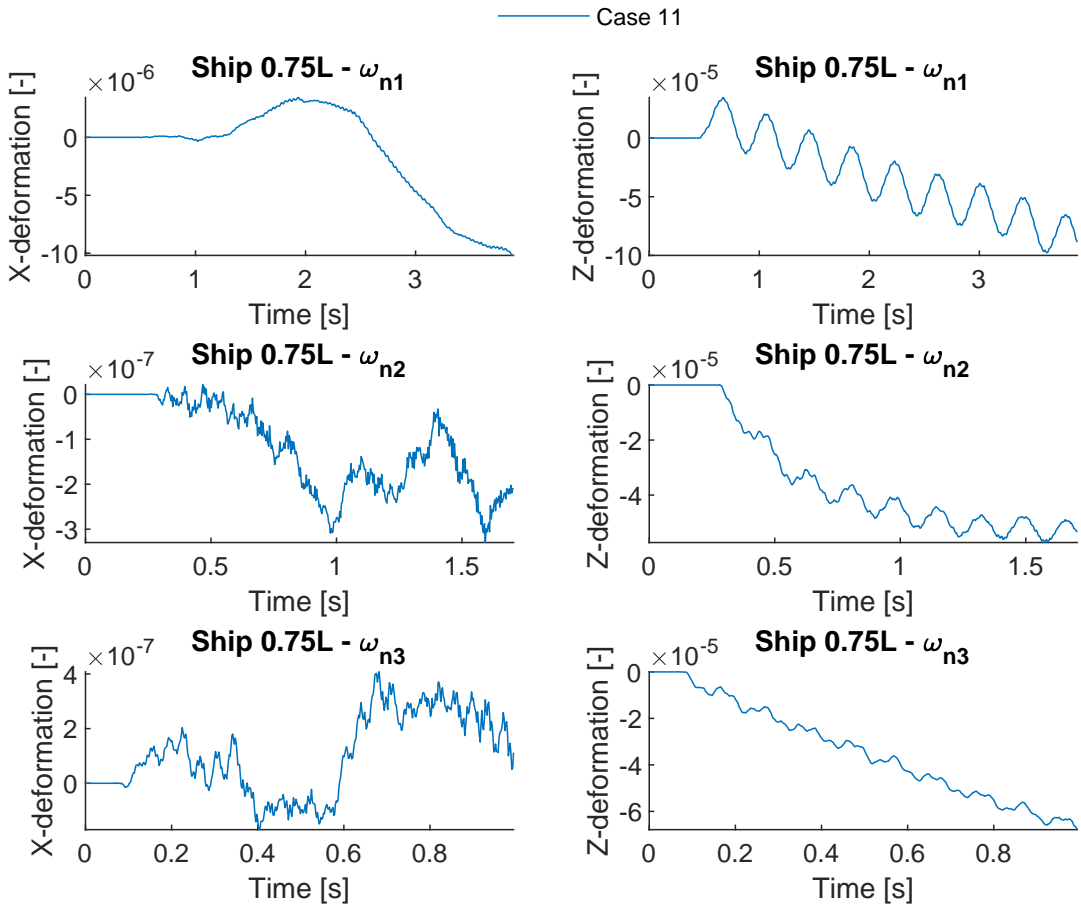 Case 11
Ship 0.75L - ωn1
×10-6
X-deformation [-]
0
-5
-10
0 1 2 3
Time [s]
Ship 0.75L - ωn1
×10-5
Z-deformation [-]
0
-5
-10
0 1 2 3
Time [s]
Ship 0.75L - ωn2
×10-7
X-deformation [-]
0
-1
-2
-3
0 0.5 1 1.5
Time [s]
Ship 0.75L - ωn2
×10-5
Z-deformation [-]
0
-2
-4
0 0.5 1 1.5
Time [s]
Ship 0.75L - ωn3
×10-7
X-deformation [-]
4
2
0
0 0.2 0.4 0.6 0.8
Time [s]
Ship 0.75L - ωn3
×10-5
Z-deformation [-]
0
-2
-4
-6
0 0.2 0.4 0.6 0.8
Time [s]